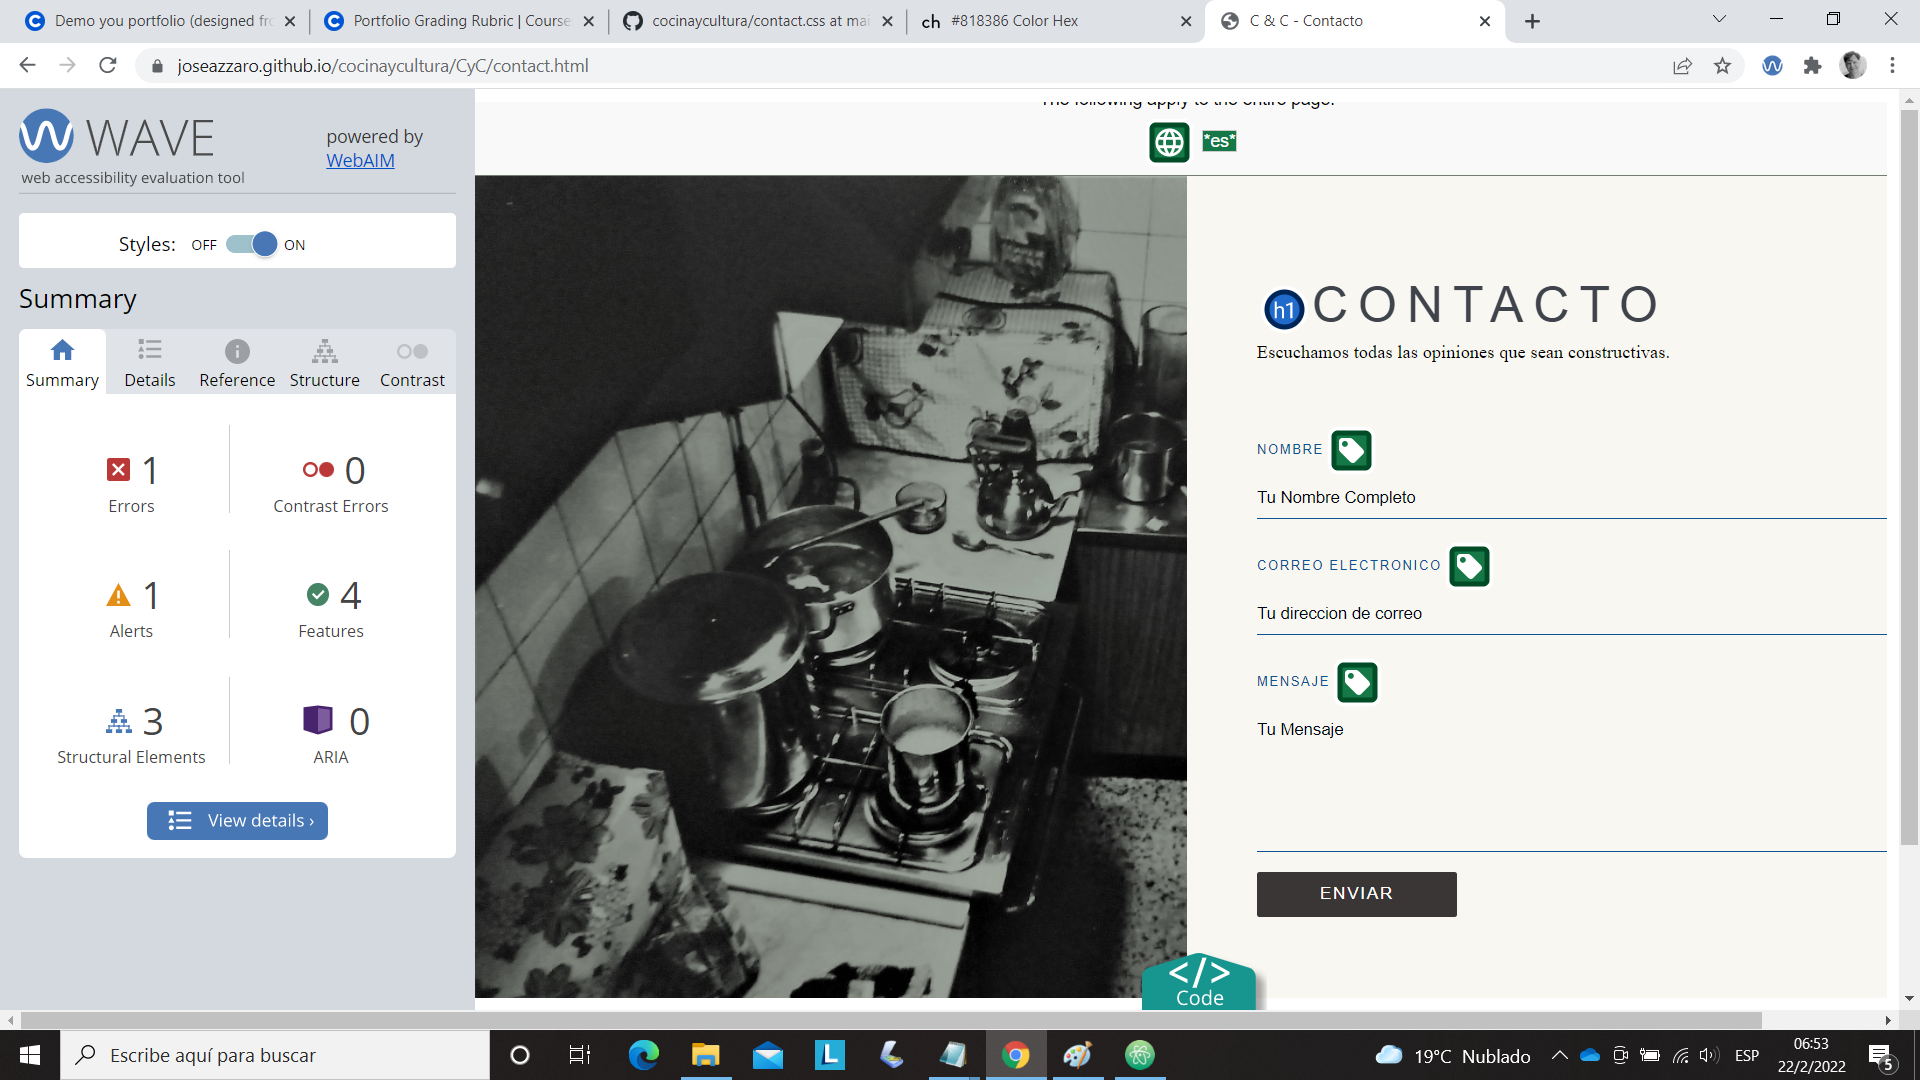 Demo you portfolio (designed fr
Portfolio Grading Rubric | Course
cocinaycultura/contact.css at mai
ch #818386 Color Hex
C & C - Contacto
joseazzaro.github.io/cocinaycultura/CyC/contact.html
WAVE
powered by
WebAIM
web accessibility evaluation tool
Styles: OFF ON
Summary
Summary Details Reference Structure Contrast
1 Errors
0 Contrast Errors
1 Alerts
4 Features
3 Structural Elements
0 ARIA
View details ›
The following apply to the entire page:
*es*
h1 CONTACTO
Escuchamos todas las opiniones que sean constructivas.
NOMBRE
Tu Nombre Completo
CORREO ELECTRONICO
Tu direccion de correo
MENSAJE
Tu Mensaje
ENVIAR
</>
Code
Escribe aquí para buscar
19°C Nublado
ESP
06:53
22/2/2022
5